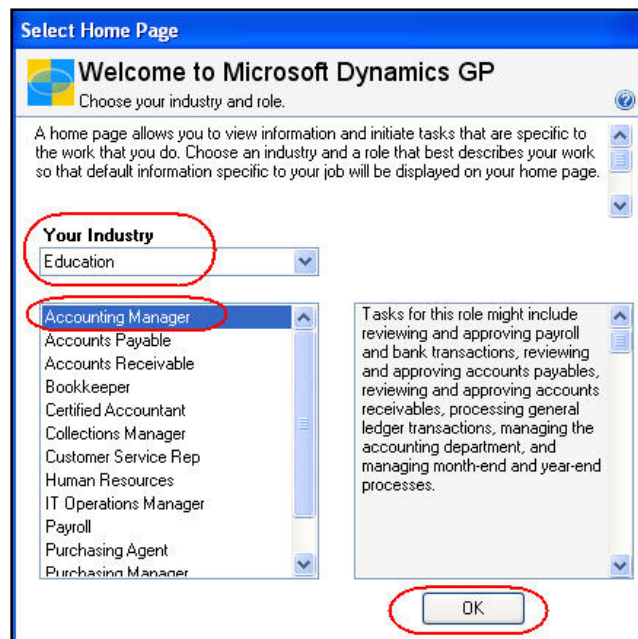 Select Home Page
Welcome to Microsoft Dynamics GP
Choose your industry and role.
A home page allows you to view information and initiate tasks that are specific to
the work that you do. Choose an industry and a role that best describes your work
so that default information specific to your job will be displayed on your home page.
Your Industry
Education
Accounting Manager
Accounts Payable
Accounts Receivable
Bookkeeper
Certified Accountant
Collections Manager
Customer Service Rep
Human Resources
IT Operations Manager
Payroll
Purchasing Agent
Purchasing Manager
Tasks for this role might include
reviewing and approving payroll
and bank transactions, reviewing
and approving accounts payables,
reviewing and approving accounts
receivables, processing general
ledger transactions, managing the
accounting department, and
managing month-end and year-end
processes.
OK